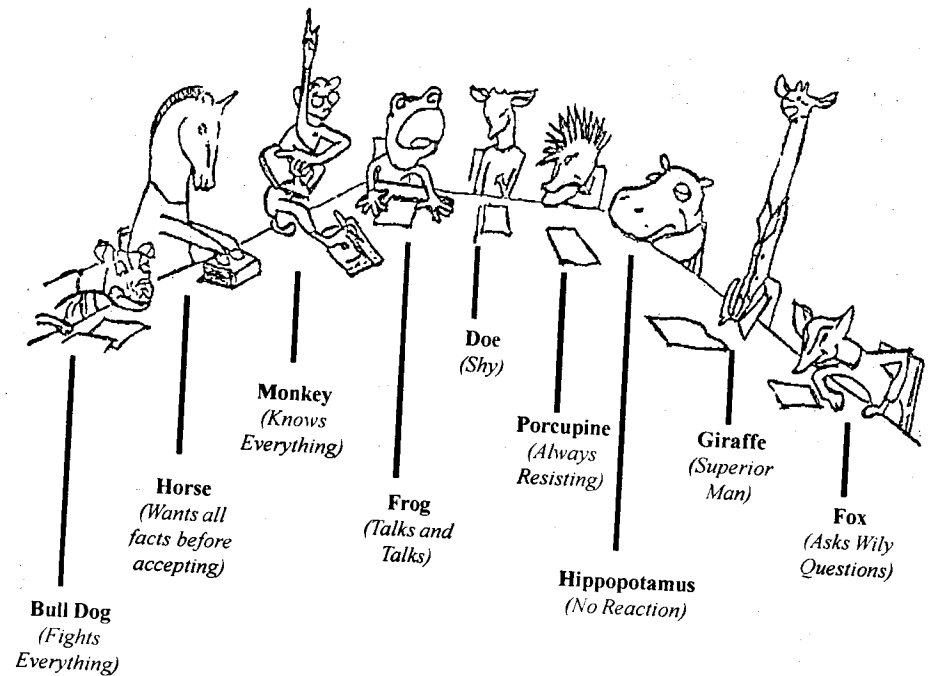 Bull Dog
(Fights
Everything)
Horse
(Wants all
facts before
accepting)
Monkey
(Knows
Everything)
Frog
(Talks and
Talks)
Doe
(Shy)
Porcupine
(Always
Resisting)
Hippopotamus
(No Reaction)
Giraffe
(Superior
Man)
Fox
(Asks Wily
Questions)